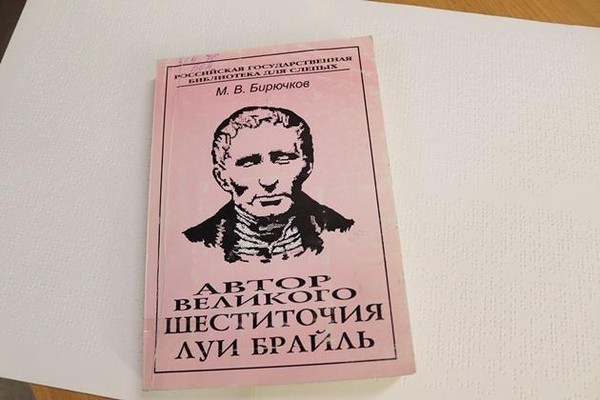 РОССИЙСКАЯ ГОСУДАРСТВЕННАЯ
БИБЛИОТЕКА ДЛЯ СЛЕПЫХ
М. В. Бирючков
АВТОР
ВЕЛИКОГО
ШЕСТИТОЧИЯ
ЛУИ БРАЙЛЬ